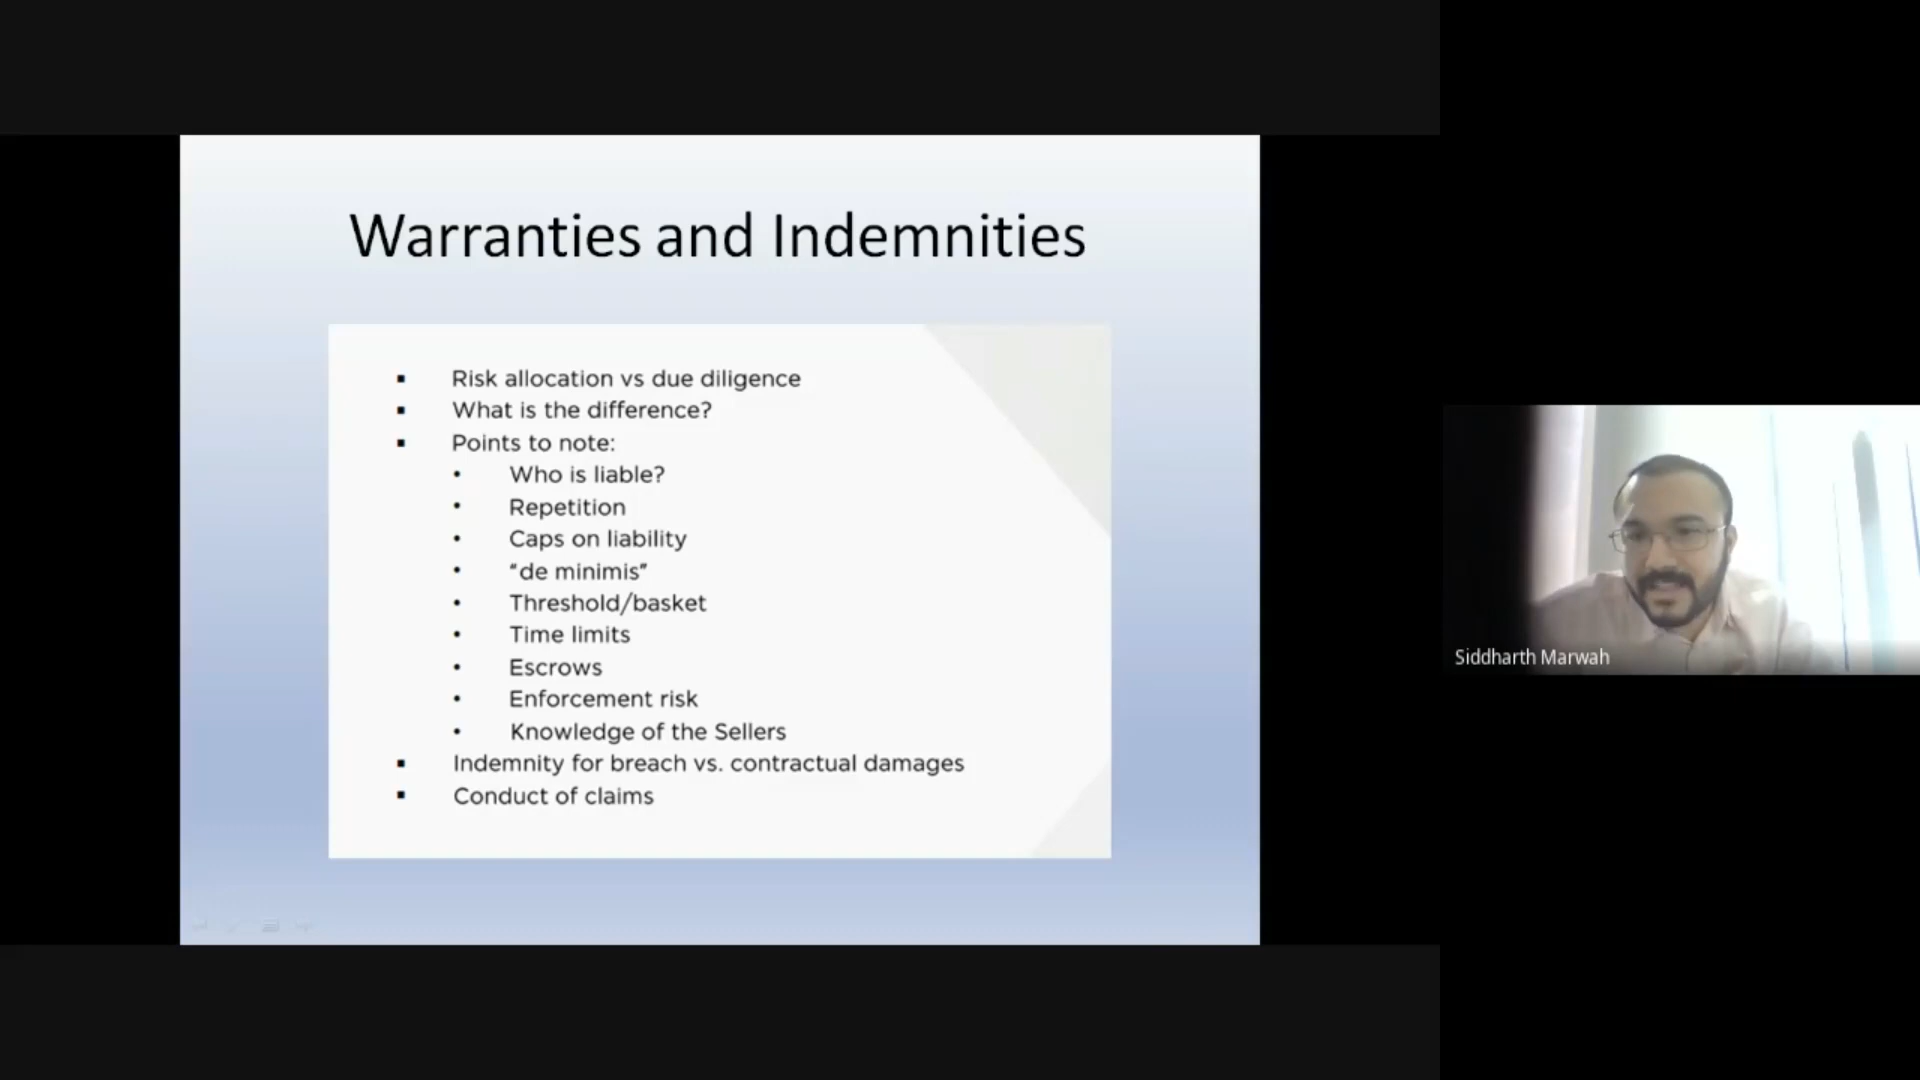 Warranties and Indemnities
▪ Risk allocation vs due diligence
▪ What is the difference?
▪ Points to note:
• Who is liable?
• Repetition
• Caps on liability
• “de minimis”
• Threshold/basket
• Time limits
• Escrows
• Enforcement risk
• Knowledge of the Sellers
▪ Indemnity for breach vs. contractual damages
▪ Conduct of claims
Siddharth Marwah